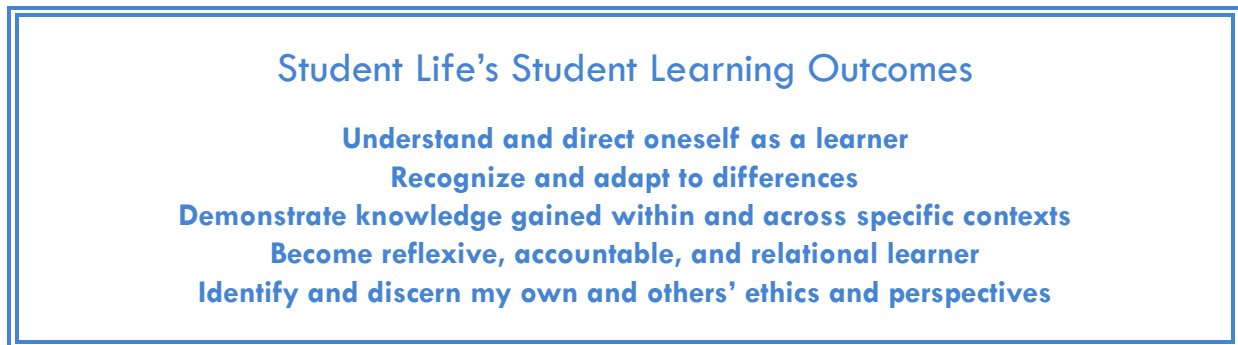 Student Life’s Student Learning Outcomes
Understand and direct oneself as a learner
Recognize and adapt to differences
Demonstrate knowledge gained within and across specific contexts
Become reflexive, accountable, and relational learner
Identify and discern my own and others’ ethics and perspectives